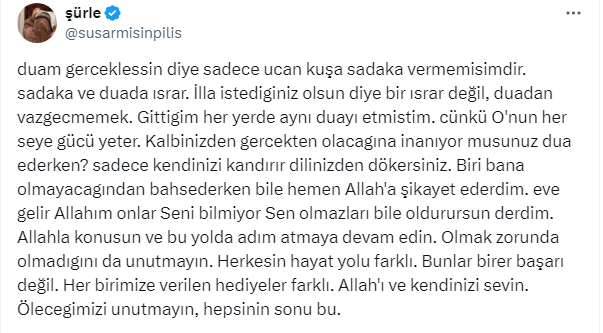 şürle
@susarmisinpilis
duam gerceklessin diye sadece ucan kuşa sadaka vermemisimdir.
sadaka ve duada ısrar. İlla istediginiz olsun diye bir ısrar değil, duadan
vazgecmemek. Gittigim her yerde aynı duayı etmistim. cünkü O'nun her
seye gücü yeter. Kalbinizden gercekten olacagına inanıyor musunuz dua
ederken? sadece kendinizi kandırır dilinizden dökersiniz. Biri bana
olmayacagından bahsederken bile hemen Allah'a şikayet ederdim. eve
gelir Allahım onlar Seni bilmiyor Sen olmazları bile oldurursun derdim.
Allahla konusun ve bu yolda adım atmaya devam edin. Olmak zorunda
olmadıgını da unutmayın. Herkesin hayat yolu farklı. Bunlar birer başarı
değil. Her birimize verilen hediyeler farklı. Allah'ı ve kendinizi sevin.
Ölecegimizi unutmayın, hepsinin sonu bu.